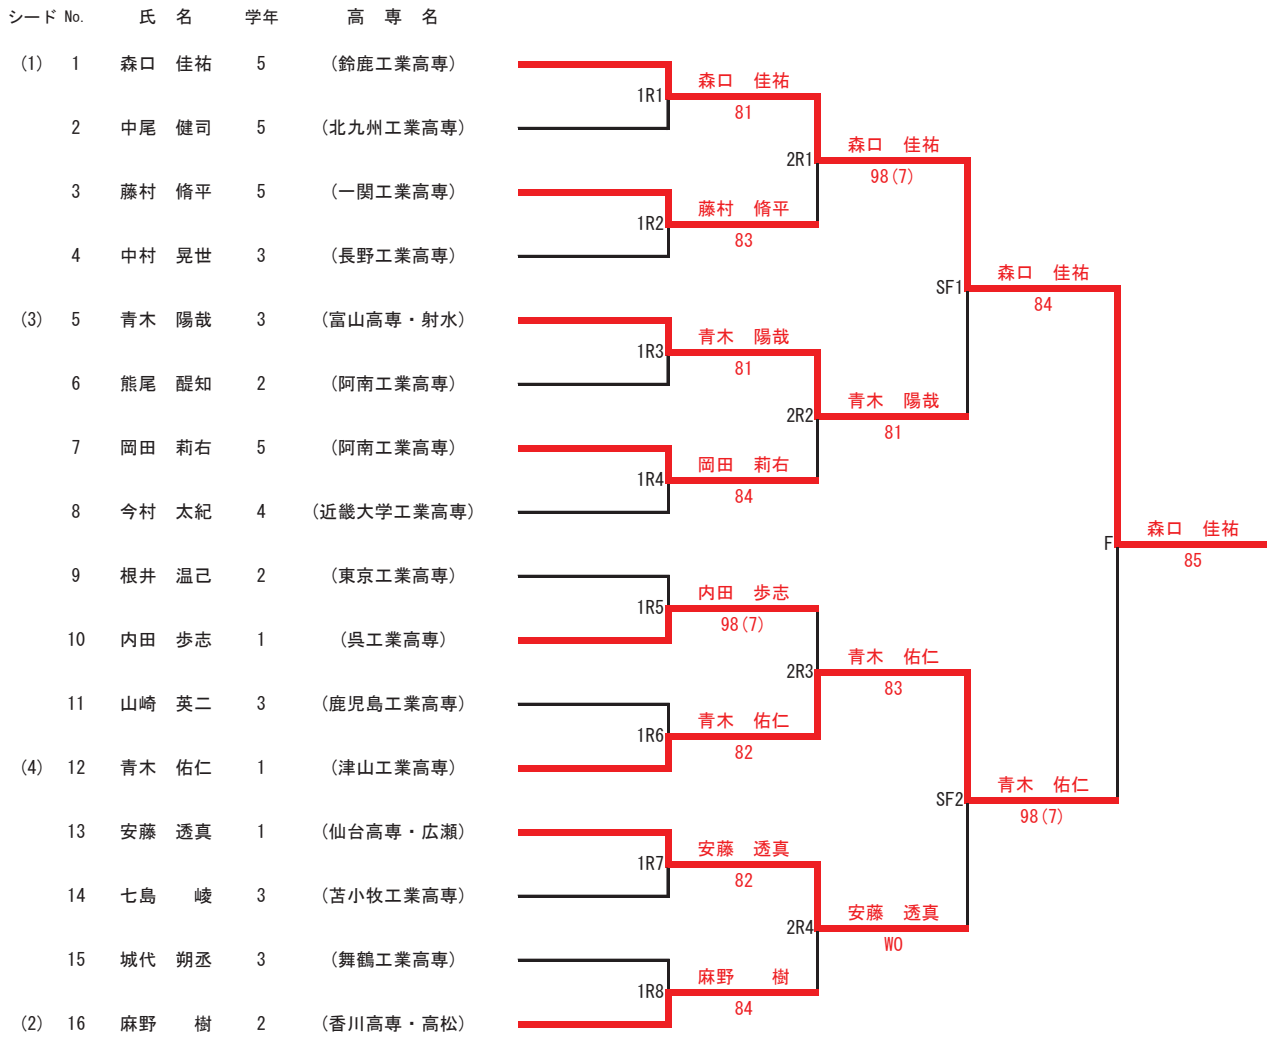 シード No. 氏 名 学年 高 専 名
(1) 1 森口 佳祐 5 (鈴鹿工業高専)
森口 佳祐
1R1
81
2 中尾 健司 5 (北九州工業高専)
森口 佳祐
2R1
98(7)
3 藤村 脩平 5 (一関工業高専)
藤村 脩平
1R2
83
4 中村 晃世 3 (長野工業高専)
森口 佳祐
SF1
84
(3) 5 青木 陽哉 3 (富山高専・射水)
青木 陽哉
1R3
81
6 熊尾 醍知 2 (阿南工業高専)
青木 陽哉
2R2
81
7 岡田 莉右 5 (阿南工業高専)
岡田 莉右
1R4
84
8 今村 太紀 4 (近畿大学工業高専)
森口 佳祐
F
85
9 根井 温己 2 (東京工業高専)
内田 歩志
1R5
98(7)
10 内田 歩志 1 (呉工業高専)
青木 佑仁
2R3
83
11 山崎 英二 3 (鹿児島工業高専)
青木 佑仁
1R6
82
(4) 12 青木 佑仁 1 (津山工業高専)
青木 佑仁
SF2
98(7)
13 安藤 透真 1 (仙台高専・広瀬)
安藤 透真
1R7
82
14 七島 崚 3 (苫小牧工業高専)
安藤 透真
2R4
WO
15 城代 朔丞 3 (舞鶴工業高専)
麻野 樹
1R8
84
(2) 16 麻野 樹 2 (香川高専・高松)